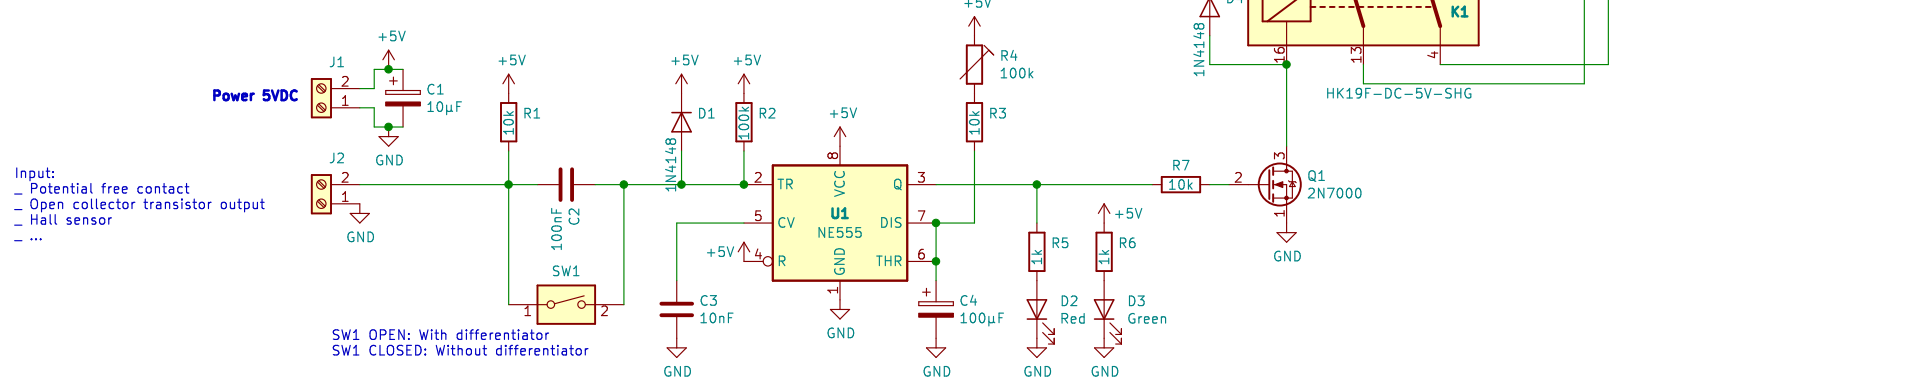 +5V
K1
1N4148
16
13
4
HK19F-DC-5V-SHG
+5V
J1
Power 5VDC
2
1
C1
10µF
GND
+5V
R1
10k
+5V
D1
1N4148
+5V
R2
100k
R4
100k
R3
10k
+5V
J2
2
1
GND
Input:
_ Potential free contact
_ Open collector transistor output
_ Hall sensor
_ ...
100nF
C2
SW1
1
2
SW1 OPEN: With differentiator
SW1 CLOSED: Without differentiator
2
TR
5
CV
+5V
4
R
8
VCC
U1
NE555
GND
1
GND
Q
3
DIS
7
THR
6
C3
10nF
GND
C4
100µF
GND
R5
1k
D2
Red
GND
+5V
R6
1k
D3
Green
GND
R7
10k
2
3
1
Q1
2N7000
GND